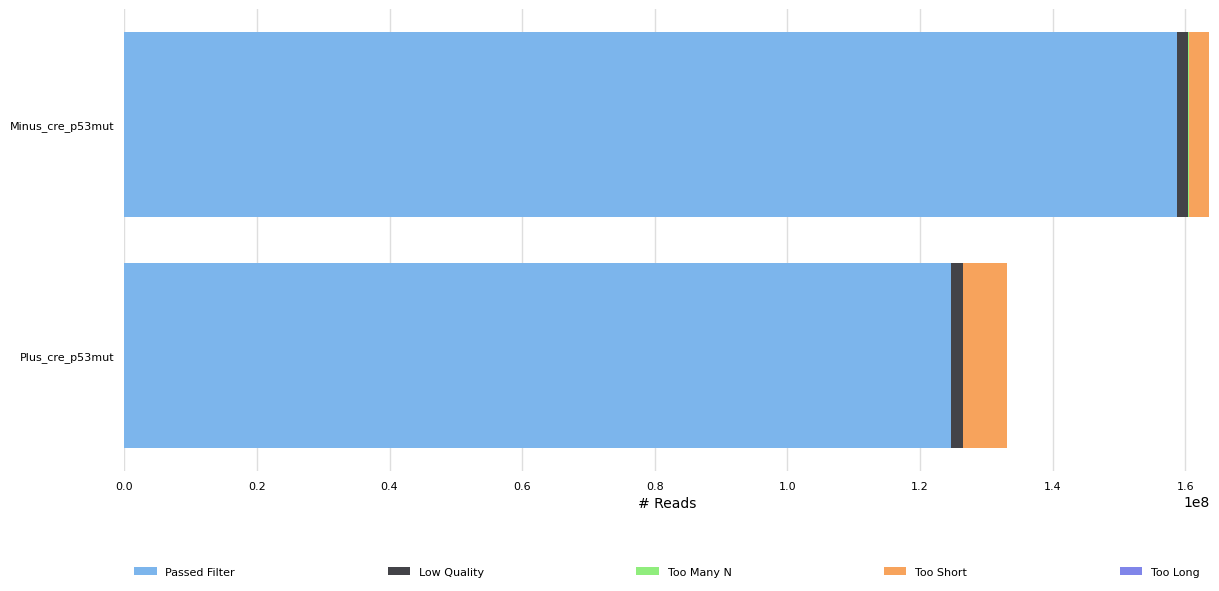 Minus_cre_p53mut
Plus_cre_p53mut
0.0 0.2 0.4 0.6 0.8 1.0 1.2 1.4 1.6
# Reads 1e8
Passed Filter Low Quality Too Many N Too Short Too Long